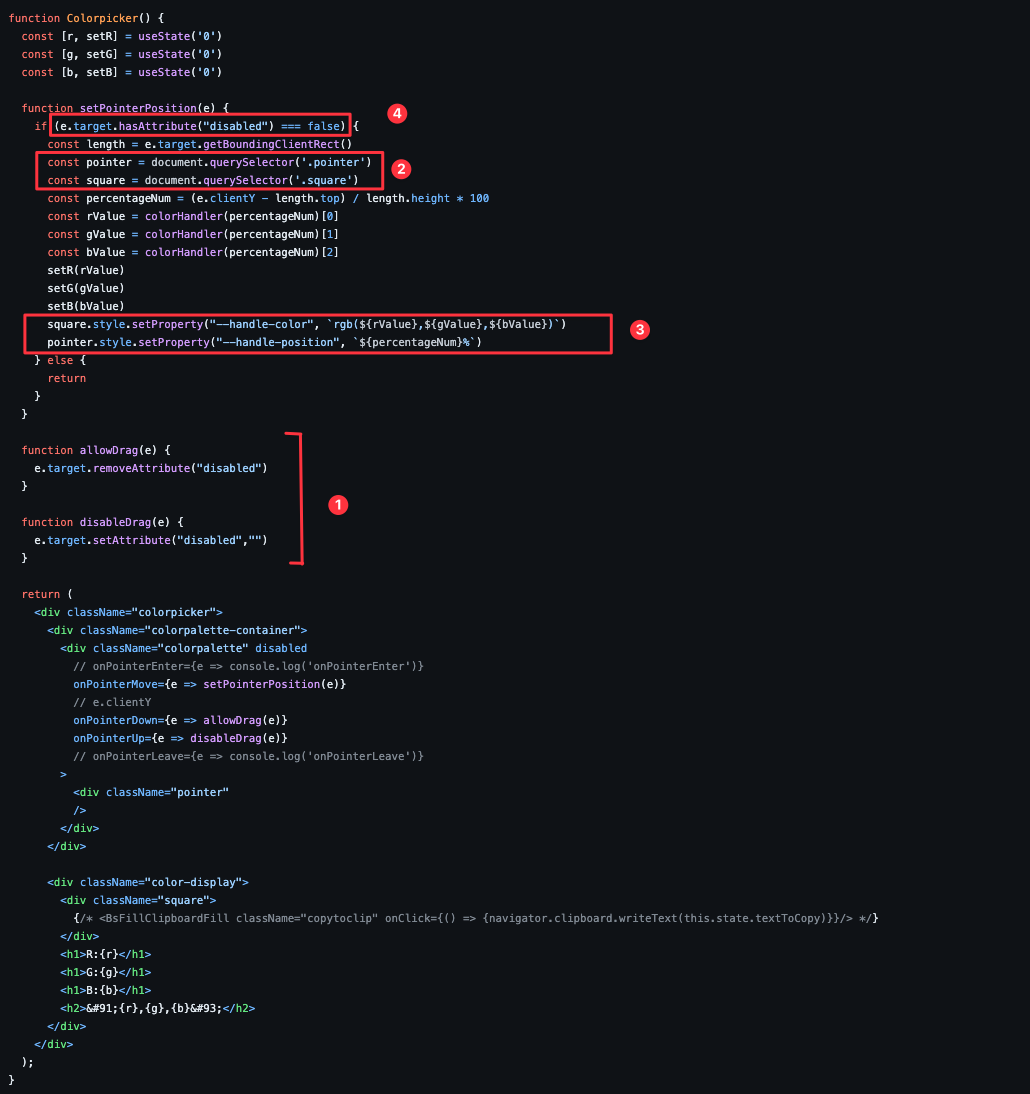 function Colorpicker() {
  const [r, setR] = useState('0')
  const [g, setG] = useState('0')
  const [b, setB] = useState('0')

  function setPointerPosition(e) {
    if (e.target.hasAttribute("disabled") === false) {
4
      const length = e.target.getBoundingClientRect()
      const pointer = document.querySelector('.pointer')
2
      const square = document.querySelector('.square')
      const percentageNum = (e.clientY - length.top) / length.height * 100
      const rValue = colorHandler(percentageNum)[0]
      const gValue = colorHandler(percentageNum)[1]
      const bValue = colorHandler(percentageNum)[2]
      setR(rValue)
      setG(gValue)
      setB(bValue)
      square.style.setProperty("--handle-color", `rgb(${rValue},${gValue},${bValue})`)
3
      pointer.style.setProperty("--handle-position", `${percentageNum}%`)
    } else {
      return
    }
  }

  function allowDrag(e) {
    e.target.removeAttribute("disabled")
  }
1
  function disableDrag(e) {
    e.target.setAttribute("disabled","")
  }

  return (
    <div className="colorpicker">
      <div className="colorpalette-container">
        <div className="colorpalette" disabled
          // onPointerEnter={e => console.log('onPointerEnter')}
          onPointerMove={e => setPointerPosition(e)}
          // e.clientY
          onPointerDown={e => allowDrag(e)}
          onPointerUp={e => disableDrag(e)}
          // onPointerLeave={e => console.log('onPointerLeave')}
        >
          <div className="pointer"
          />
        </div>
      </div>

      <div className="color-display">
        <div className="square">
          {/* <BsFillClipboardFill className="copytoclip" onClick={() => {navigator.clipboard.writeText(this.state.textToCopy)}}/> */}
        </div>
        <h1>R:{r}</h1>
        <h1>G:{g}</h1>
        <h1>B:{b}</h1>
        <h2>&#91;{r},{g},{b}&#93;</h2>
      </div>
    </div>
  );
}